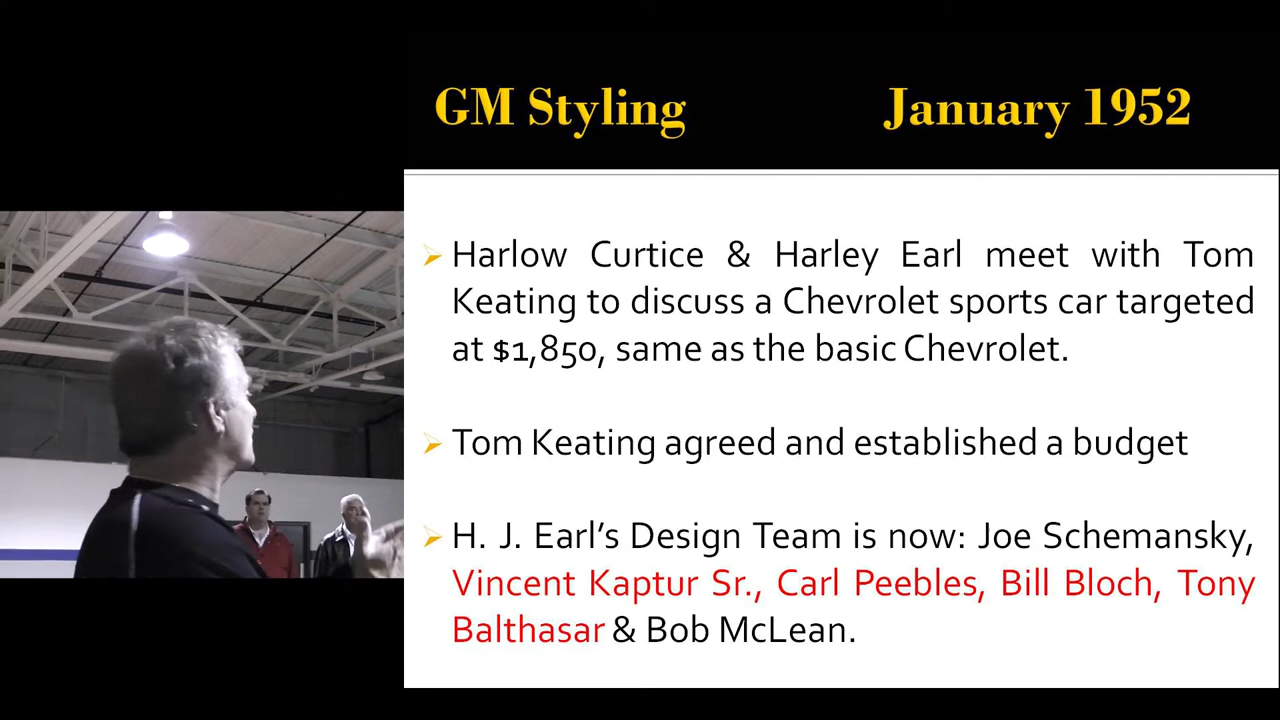 GM Styling January 1952
Harlow Curtice & Harley Earl meet with Tom
Keating to discuss a Chevrolet sports car targeted
at $1,850, same as the basic Chevrolet.
Tom Keating agreed and established a budget
H. J. Earl’s Design Team is now: Joe Schemansky,
Vincent Kaptur Sr., Carl Peebles, Bill Bloch, Tony
Balthasar & Bob McLean.